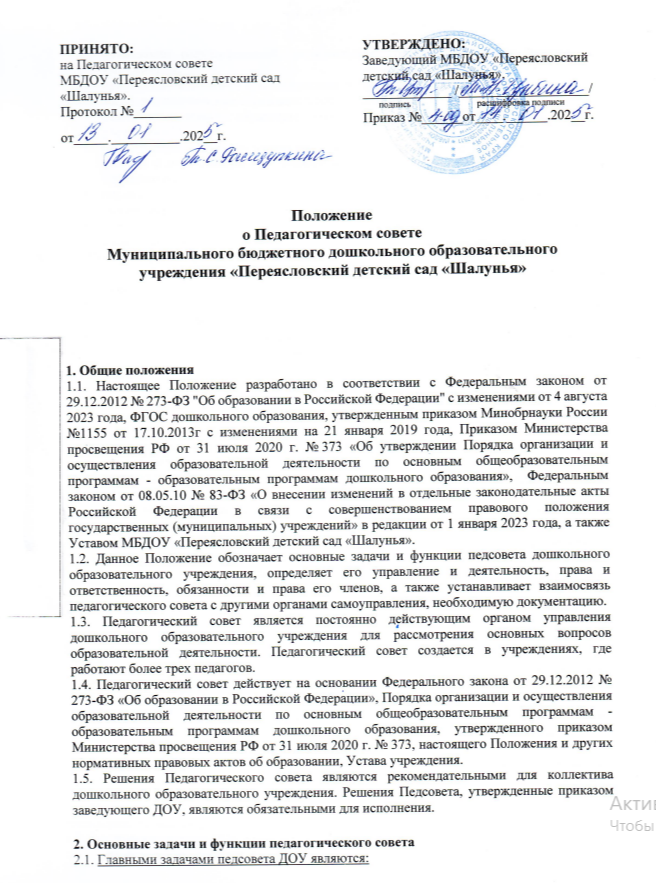 ПРИНЯТО:
на Педагогическом совете
МБДОУ «Переясловский детский сад
«Шалунья».
Протокол № 1
от 13 . 01 .2025 г.
УТВЕРЖДЕНО:
Заведующий МБДОУ «Переясловский
детский сад «Шалунья».
/ /
подпись расшифровка подписи
Приказ № 4-од от 14 . 01 .2025 г.
Положение
о Педагогическом совете
Муниципального бюджетного дошкольного образовательного
учреждения «Переясловский детский сад «Шалунья»
1. Общие положения
1.1. Настоящее Положение разработано в соответствии с Федеральным законом от
29.12.2012 № 273-ФЗ "Об образовании в Российской Федерации" с изменениями от 4 августа
2023 года, ФГОС дошкольного образования, утвержденным приказом Минобрнауки России
№1155 от 17.10.2013г с изменениями на 21 января 2019 года, Приказом Министерства
просвещения РФ от 31 июля 2020 г. № 373 «Об утверждении Порядка организации и
осуществления образовательной деятельности по основным общеобразовательным
программам - образовательным программам дошкольного образования», Федеральным
законом от 08.05.10 № 83-ФЗ «О внесении изменений в отдельные законодательные акты
Российской Федерации в связи с совершенствованием правового положения
государственных (муниципальных) учреждений» в редакции от 1 января 2023 года, а также
Уставом МБДОУ «Переясловский детский сад «Шалунья».
1.2. Данное Положение обозначает основные задачи и функции педсовета дошкольного
образовательного учреждения, определяет его управление и деятельность, права и
ответственность, обязанности и права его членов, а также устанавливает взаимосвязь
педагогического совета с другими органами самоуправления, необходимую документацию.
1.3. Педагогический совет является постоянно действующим органом управления
дошкольного образовательного учреждения для рассмотрения основных вопросов
образовательной деятельности. Педагогический совет создается в учреждениях, где
работают более трех педагогов.
1.4. Педагогический совет действует на основании Федерального закона от 29.12.2012 №
273-ФЗ «Об образовании в Российской Федерации», Порядка организации и осуществления
образовательной деятельности по основным общеобразовательным программам -
образовательным программам дошкольного образования, утвержденного приказом
Министерства просвещения РФ от 31 июля 2020 г. № 373, настоящего Положения и других
нормативных правовых актов об образовании, Устава учреждения.
1.5. Решения Педагогического совета являются рекомендательными для коллектива
дошкольного образовательного учреждения. Решения Педсовета, утвержденные приказом
заведующего ДОУ, являются обязательными для исполнения.
2. Основные задачи и функции педагогического совета
2.1. Главными задачами педсовета ДОУ являются:
Актив
Чтобы